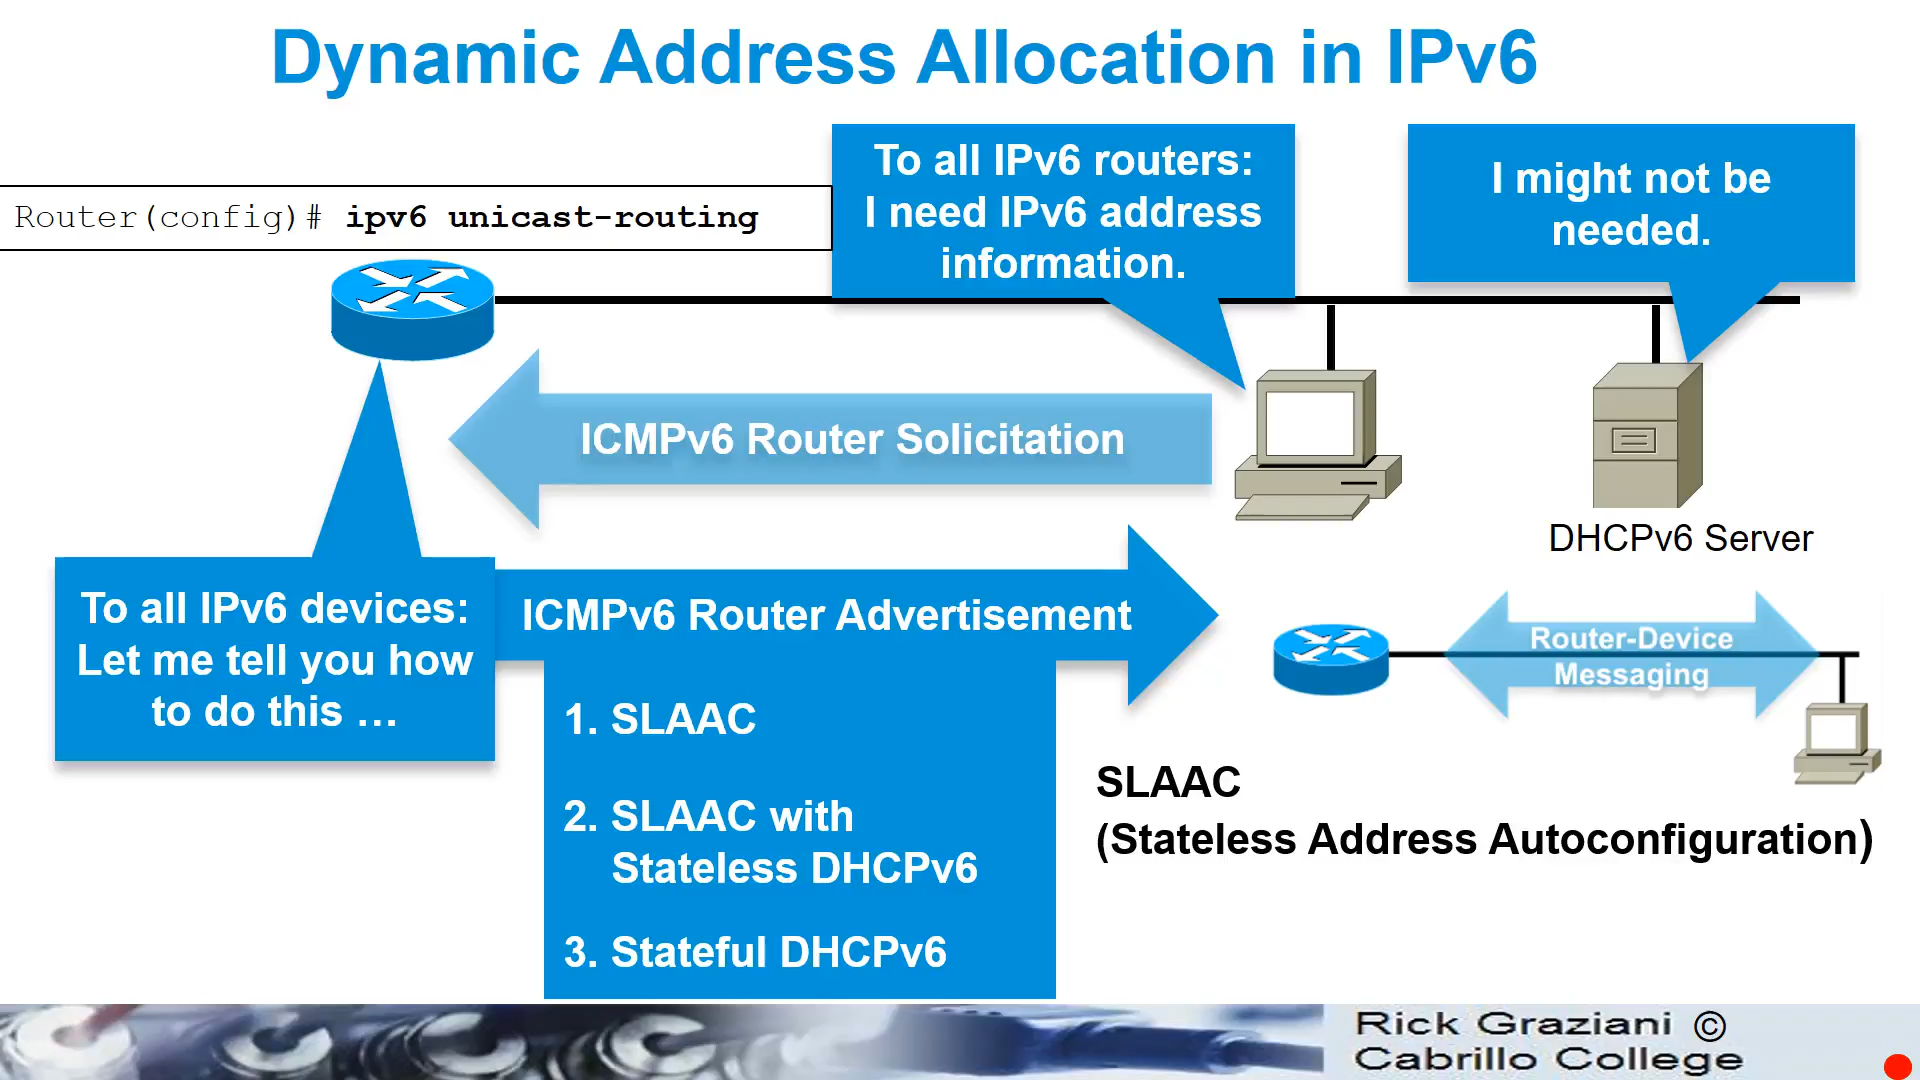 Dynamic Address Allocation in IPv6
Router(config)# ipv6 unicast-routing
To all IPv6 routers:
I need IPv6 address
information.
I might not be
needed.
ICMPv6 Router Solicitation
DHCPv6 Server
To all IPv6 devices:
Let me tell you how
to do this …
ICMPv6 Router Advertisement
1. SLAAC
2. SLAAC with
Stateless DHCPv6
3. Stateful DHCPv6
Router-Device
Messaging
SLAAC
(Stateless Address Autoconfiguration)
Rick Graziani ©
Cabrillo College